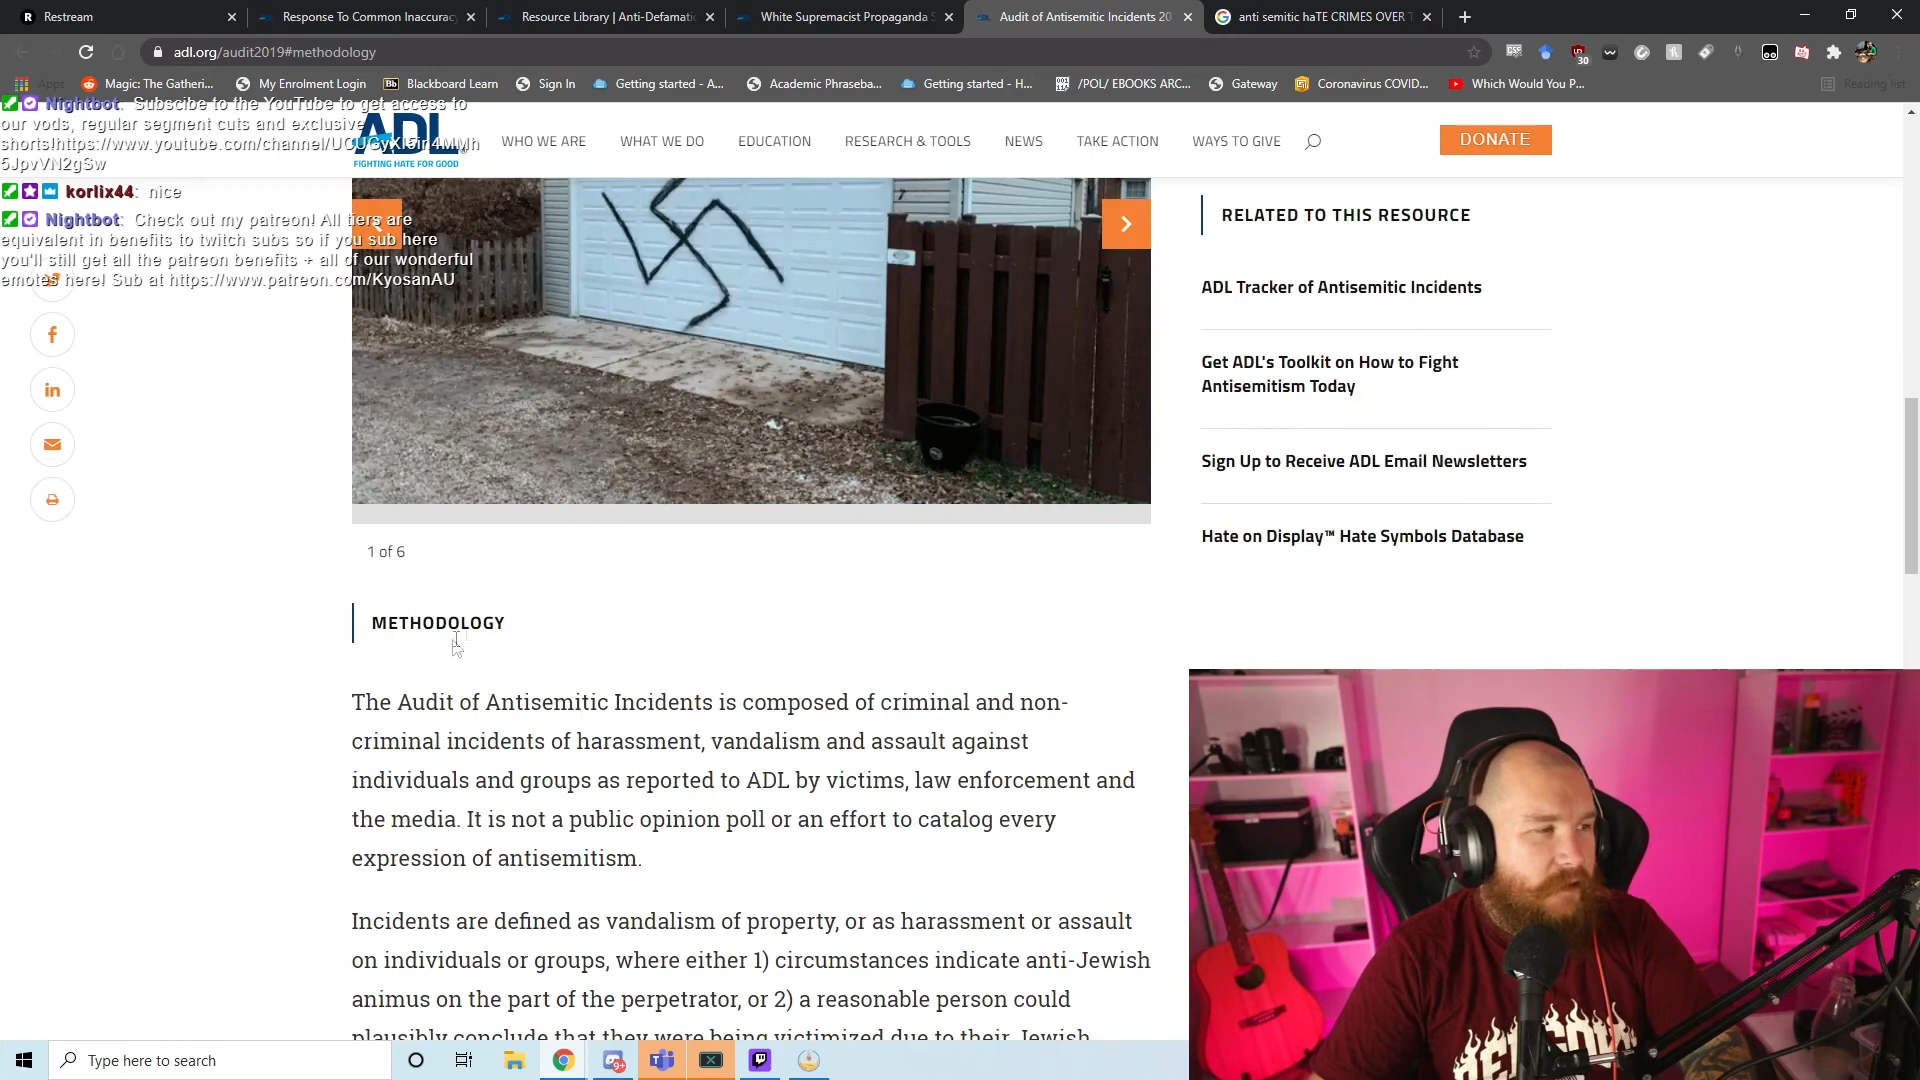 Restream
Response To Common Inaccuracy
Resource Library | Anti-Defamati
White Supremacist Propaganda S
Audit of Antisemitic Incidents 20
anti semitic haTE CRIMES OVER T
adl.org/audit2019#methodology
30
Apps
Magic: The Gatheri...
My Enrolment Login
Bb
Blackboard Learn
Sign In
Getting started - A...
Academic Phraseba...
Getting started - H...
/POL/ EBOOKS ARC...
Gateway
Coronavirus COVID...
Which Would You P...
Reading list
Nightbot: Subscibe to the YouTube to get access to
our vods, regular segment cuts and exclusive
5JpvVN2gSw
korlix44: nice
Nightbot: Check out my patreon! All tiers are
equivalent in benefits to twitch subs so if you sub here
you'll still get all the patreon benefits + all of our wonderful
emotes here! Sub at https://www.patreon.com/KyosanAU
ADL
FIGHTING HATE FOR GOOD
WHO WE ARE
WHAT WE DO
EDUCATION
RESEARCH & TOOLS
NEWS
TAKE ACTION
WAYS TO GIVE
DONATE
RELATED TO THIS RESOURCE
ADL Tracker of Antisemitic Incidents
Get ADL's Toolkit on How to Fight
Antisemitism Today
Sign Up to Receive ADL Email Newsletters
Hate on Display™ Hate Symbols Database
1 of 6
METHODOLOGY
The Audit of Antisemitic Incidents is composed of criminal and non-
criminal incidents of harassment, vandalism and assault against
individuals and groups as reported to ADL by victims, law enforcement and
the media. It is not a public opinion poll or an effort to catalog every
expression of antisemitism.
Incidents are defined as vandalism of property, or as harassment or assault
on individuals or groups, where either 1) circumstances indicate anti-Jewish
animus on the part of the perpetrator, or 2) a reasonable person could
plausibly conclude that they were being victimized due to their Jewish
Type here to search
9+